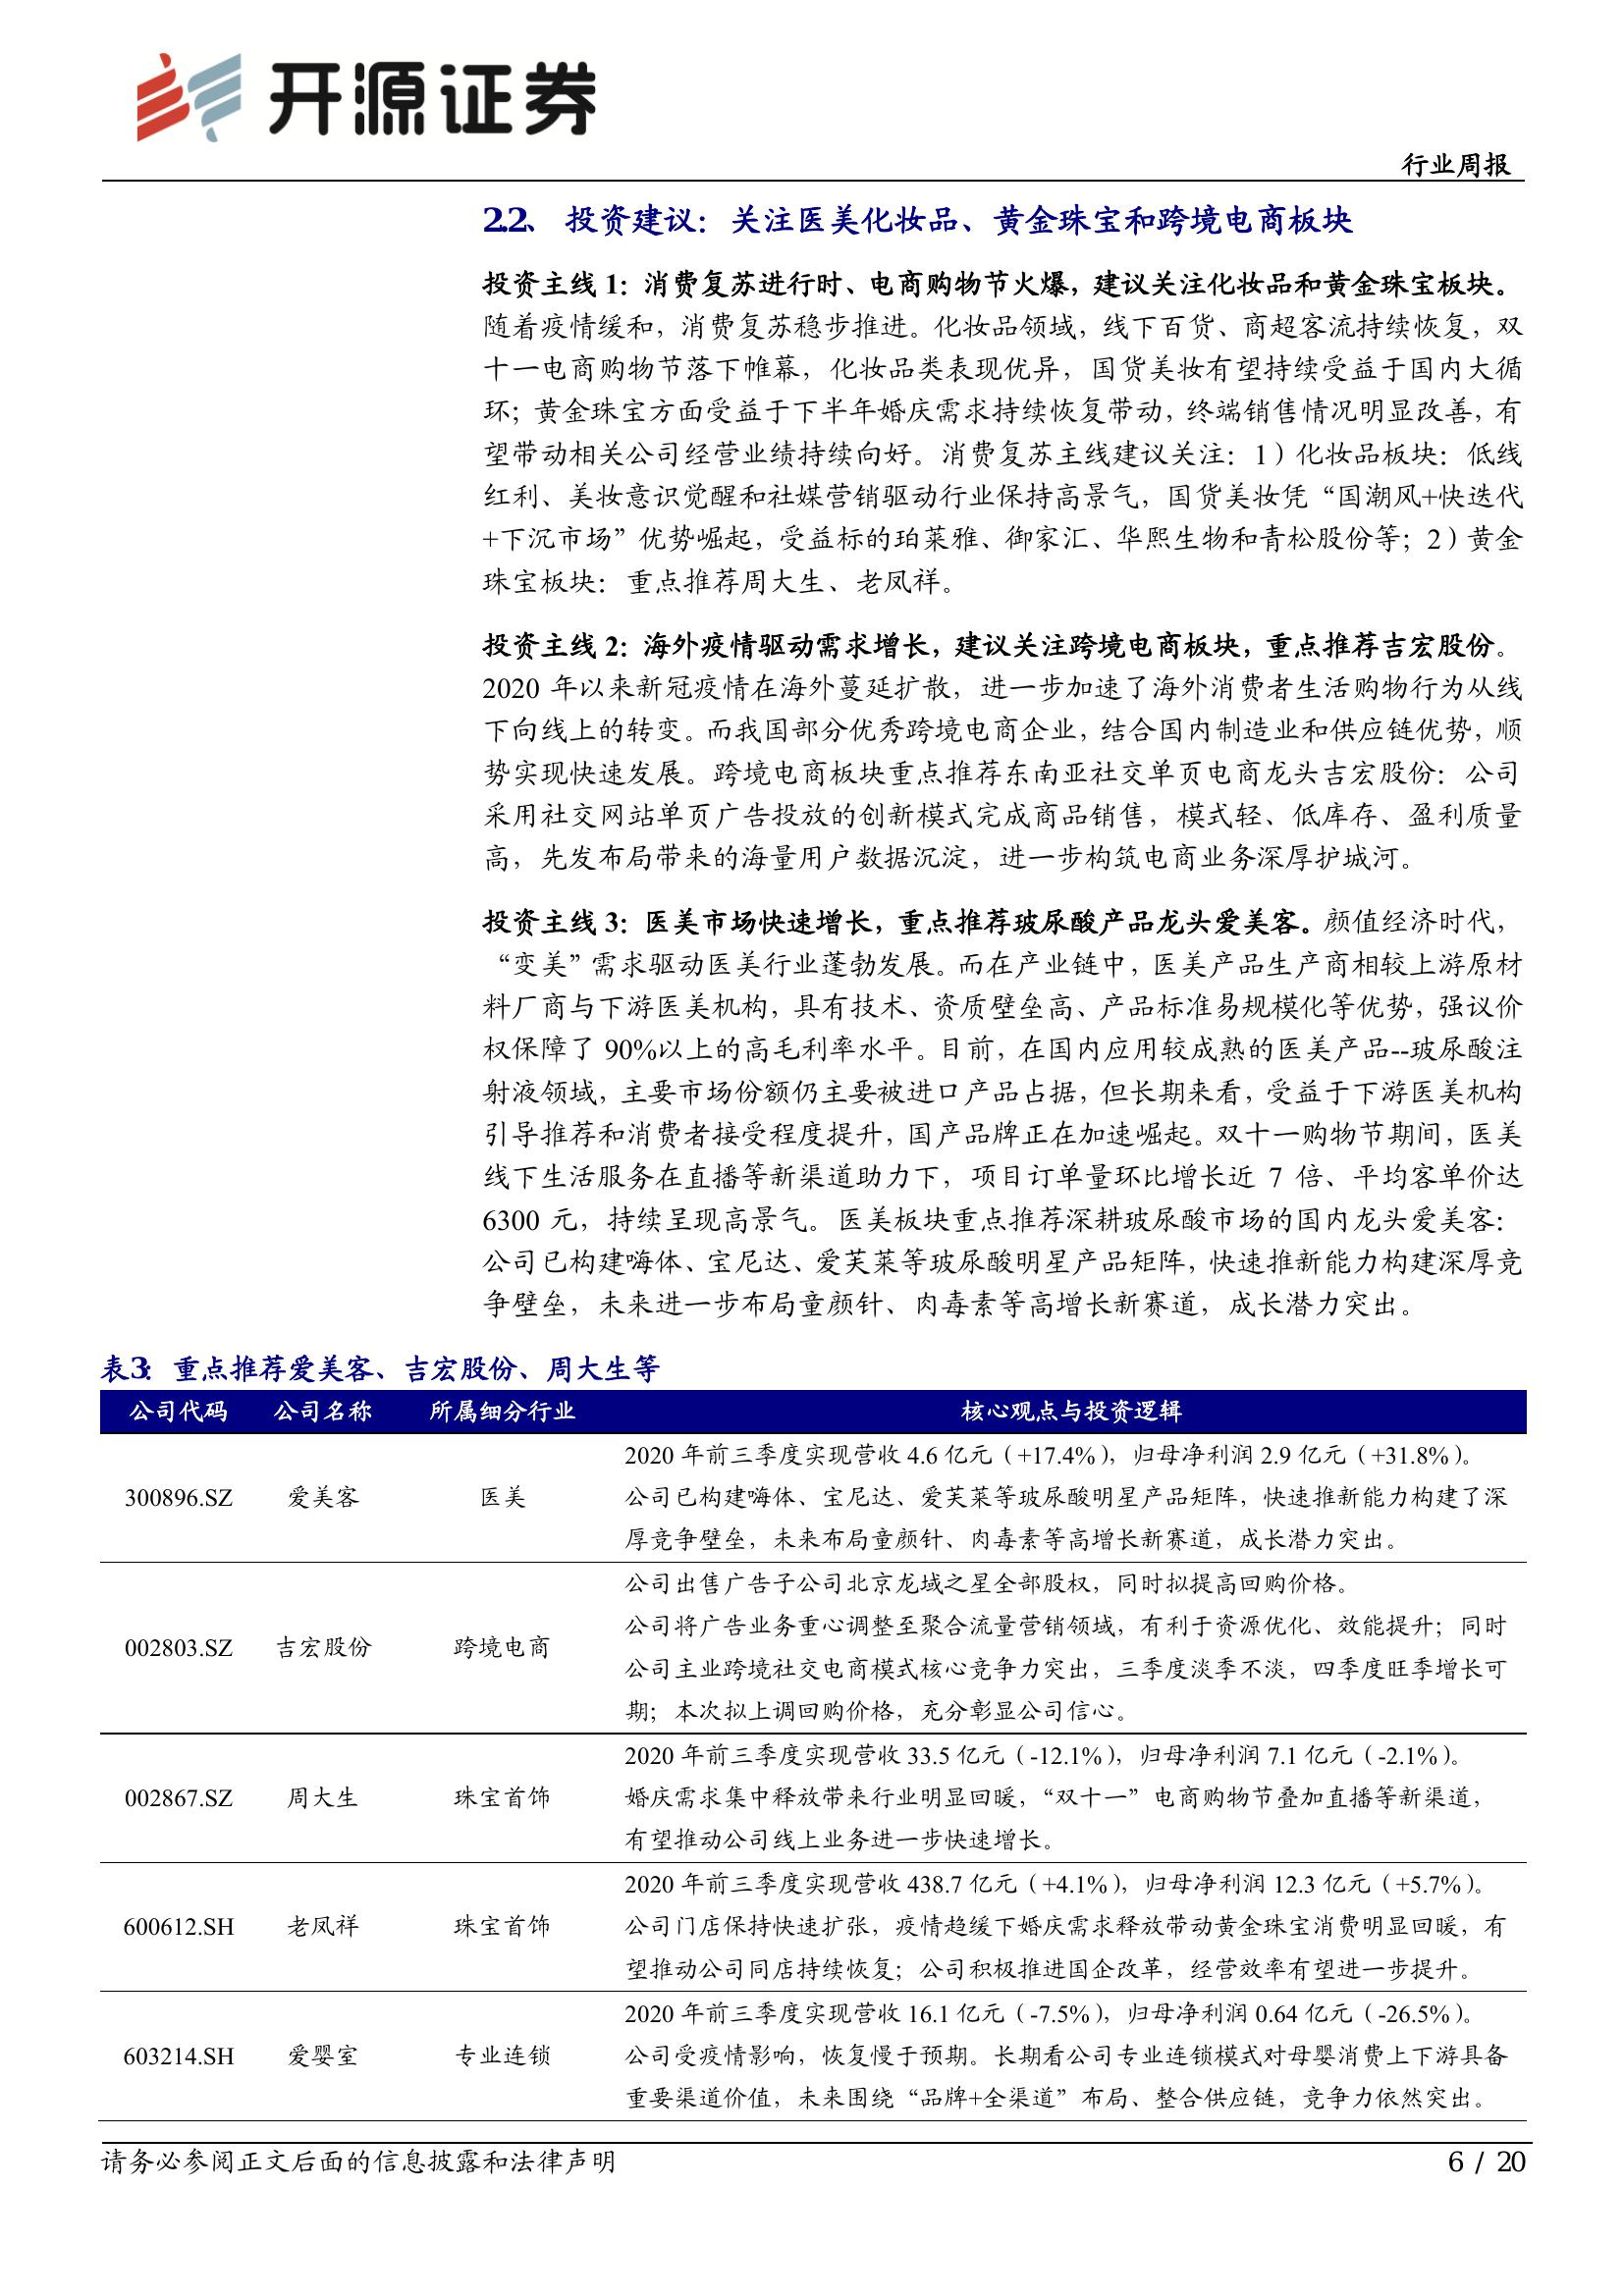 开源证券
行业周报
2.2、 投资建议：关注医美化妆品、黄金珠宝和跨境电商板块
投资主线 1：消费复苏进行时、电商购物节火爆，建议关注化妆品和黄金珠宝板块。
随着疫情缓和，消费复苏稳步推进。化妆品领域，线下百货、商超客流持续恢复，双
十一电商购物节落下帷幕，化妆品类表现优异，国货美妆有望持续受益于国内大循
环；黄金珠宝方面受益于下半年婚庆需求持续恢复带动，终端销售情况明显改善，有
望带动相关公司经营业绩持续向好。消费复苏主线建议关注：1）化妆品板块：低线
红利、美妆意识觉醒和社媒营销驱动行业保持高景气，国货美妆凭“国潮风+快迭代
+下沉市场”优势崛起，受益标的珀莱雅、御家汇、华熙生物和青松股份等；2）黄金
珠宝板块：重点推荐周大生、老凤祥。
投资主线 2：海外疫情驱动需求增长，建议关注跨境电商板块，重点推荐吉宏股份。
2020 年以来新冠疫情在海外蔓延扩散，进一步加速了海外消费者生活购物行为从线
下向线上的转变。而我国部分优秀跨境电商企业，结合国内制造业和供应链优势，顺
势实现快速发展。跨境电商板块重点推荐东南亚社交单页电商龙头吉宏股份：公司
采用社交网站单页广告投放的创新模式完成商品销售，模式轻、低库存、盈利质量
高，先发布局带来的海量用户数据沉淀，进一步构筑电商业务深厚护城河。
投资主线 3：医美市场快速增长，重点推荐玻尿酸产品龙头爱美客。颜值经济时代，
“变美”需求驱动医美行业蓬勃发展。而在产业链中，医美产品生产商相较上游原材
料厂商与下游医美机构，具有技术、资质壁垒高、产品标准易规模化等优势，强议价
权保障了 90%以上的高毛利率水平。目前，在国内应用较成熟的医美产品--玻尿酸注
射液领域，主要市场份额仍主要被进口产品占据，但长期来看，受益于下游医美机构
引导推荐和消费者接受程度提升，国产品牌正在加速崛起。双十一购物节期间，医美
线下生活服务在直播等新渠道助力下，项目订单量环比增长近 7 倍、平均客单价达
6300 元，持续呈现高景气。医美板块重点推荐深耕玻尿酸市场的国内龙头爱美客：
公司已构建嗨体、宝尼达、爱芙莱等玻尿酸明星产品矩阵，快速推新能力构建深厚竞
争壁垒，未来进一步布局童颜针、肉毒素等高增长新赛道，成长潜力突出。
表3：重点推荐爱美客、吉宏股份、周大生等
公司代码 公司名称 所属细分行业 核心观点与投资逻辑
2020 年前三季度实现营收 4.6 亿元（+17.4%），归母净利润 2.9 亿元（+31.8%）。
300896.SZ 爱美客 医美 公司已构建嗨体、宝尼达、爱芙莱等玻尿酸明星产品矩阵，快速推新能力构建了深
厚竞争壁垒，未来布局童颜针、肉毒素等高增长新赛道，成长潜力突出。
公司出售广告子公司北京龙域之星全部股权，同时拟提高回购价格。
公司将广告业务重心调整至聚合流量营销领域，有利于资源优化、效能提升；同时
002803.SZ 吉宏股份 跨境电商
公司主业跨境社交电商模式核心竞争力突出，三季度淡季不淡，四季度旺季增长可
期；本次拟上调回购价格，充分彰显公司信心。
2020 年前三季度实现营收 33.5 亿元（-12.1%），归母净利润 7.1 亿元（-2.1%）。
002867.SZ 周大生 珠宝首饰 婚庆需求集中释放带来行业明显回暖，“双十一”电商购物节叠加直播等新渠道，
有望推动公司线上业务进一步快速增长。
2020 年前三季度实现营收 438.7 亿元（+4.1%），归母净利润 12.3 亿元（+5.7%）。
600612.SH 老凤祥 珠宝首饰 公司门店保持快速扩张，疫情趋缓下婚庆需求释放带动黄金珠宝消费明显回暖，有
望推动公司同店持续恢复；公司积极推进国企改革，经营效率有望进一步提升。
2020 年前三季度实现营收 16.1 亿元（-7.5%），归母净利润 0.64 亿元（-26.5%）。
603214.SH 爱婴室 专业连锁 公司受疫情影响，恢复慢于预期。长期看公司专业连锁模式对母婴消费上下游具备
重要渠道价值，未来围绕“品牌+全渠道”布局、整合供应链，竞争力依然突出。
请务必参阅正文后面的信息披露和法律声明 6 / 20